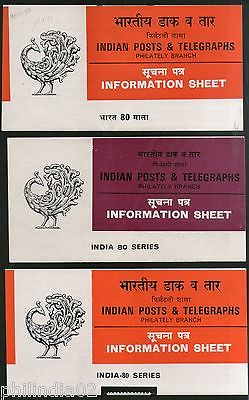 भारतीय डाक व तार
फिलैटली शाखा
INDIAN POSTS & TELEGRAPHS
PHILATELY BRANCH
सूचना पत्र
INFORMATION SHEET
भारत 80 माला
भारतीय डाक व तार
फिलैटली शाखा
INDIAN POSTS & TELEGRAPHS
PHILATELY BRANCH
सूचना पत्र
INFORMATION SHEET
INDIA 80 SERIES
भारतीय डाक व तार
फिलैटली शाखा
INDIAN POSTS & TELEGRAPHS
PHILATELY BRANCH
सूचना पत्र
INFORMATION SHEET
INDIA-80 SERIES
philindia02